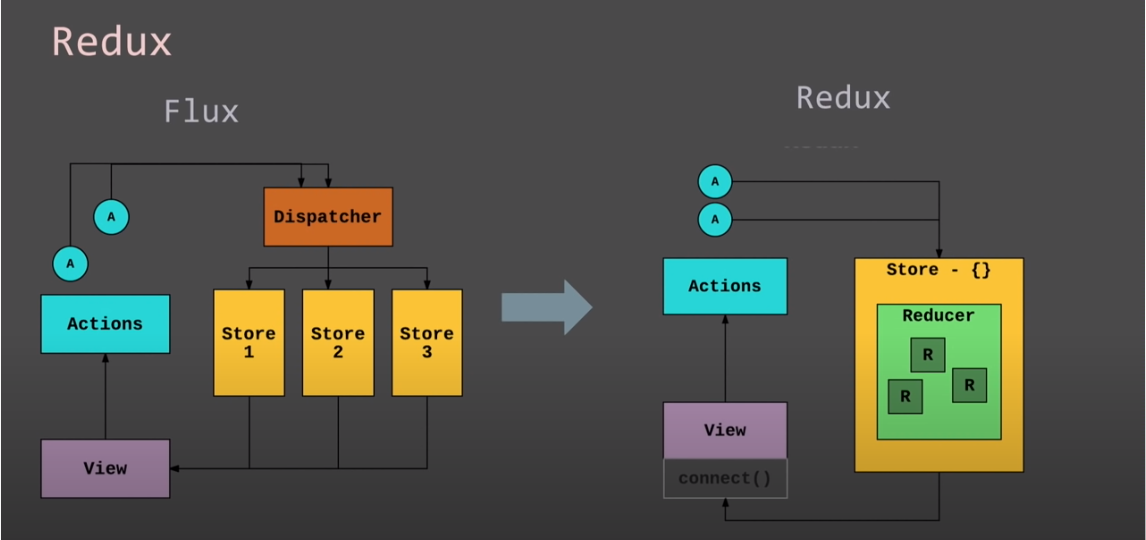 Redux
Flux
A
A
Dispatcher
Actions
Store
1
Store
2
Store
3
View
Redux
A
A
Actions
Store - {}
Reducer
R
R
R
View
connect()